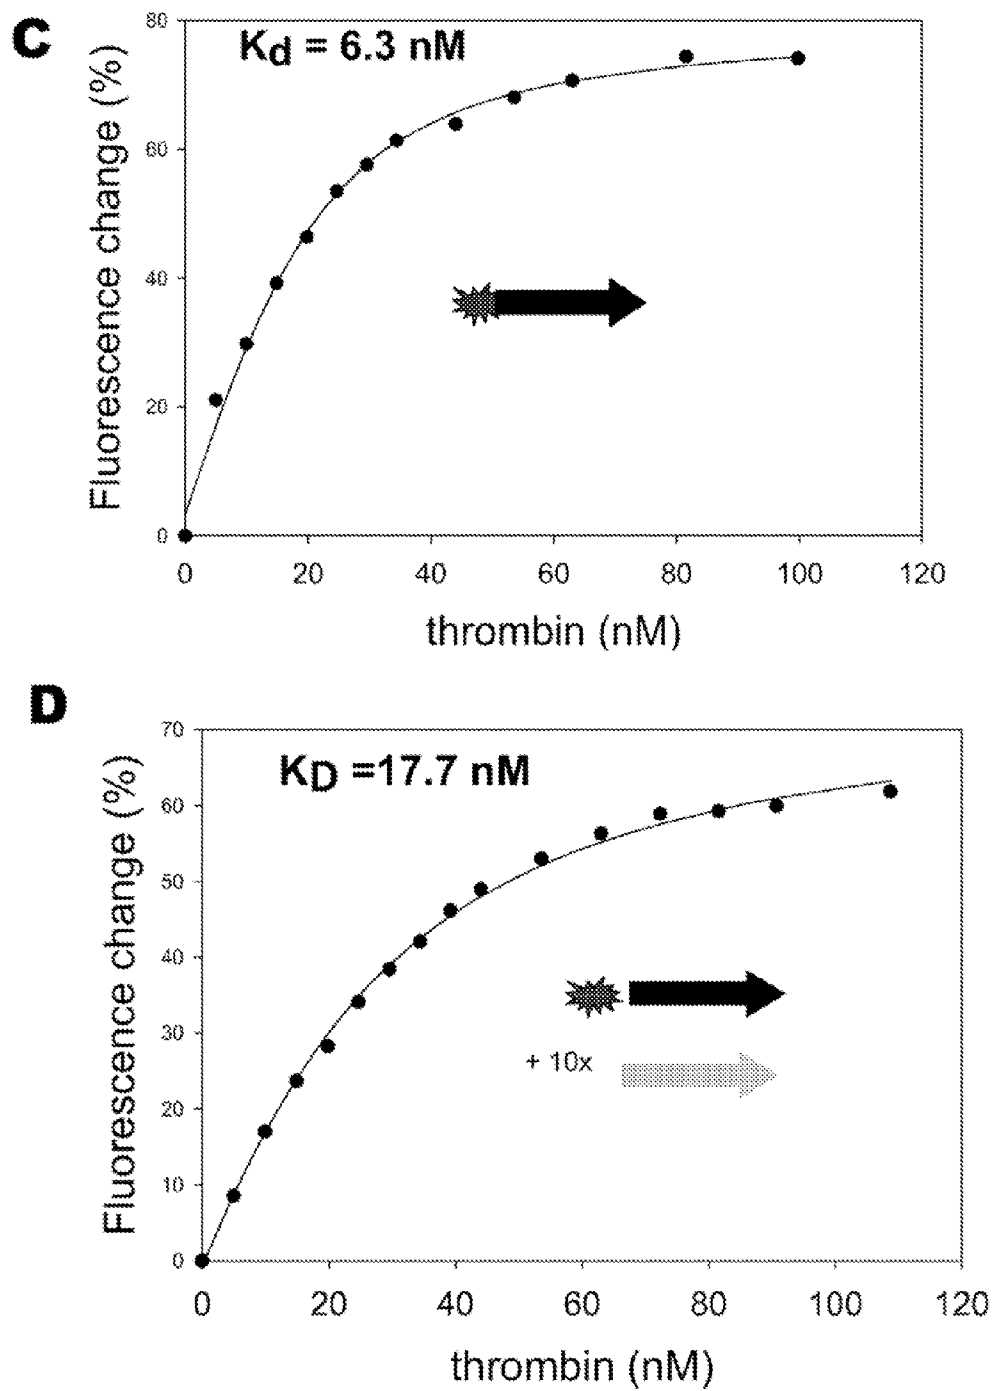 C
Kd = 6.3 nM
Fluorescence change (%)
80
60
40
20
0
0 20 40 60 80 100 120
thrombin (nM)
D
KD =17.7 nM
Fluorescence change (%)
70
60
50
40
30
20
10
0
+ 10x
0 20 40 60 80 100 120
thrombin (nM)